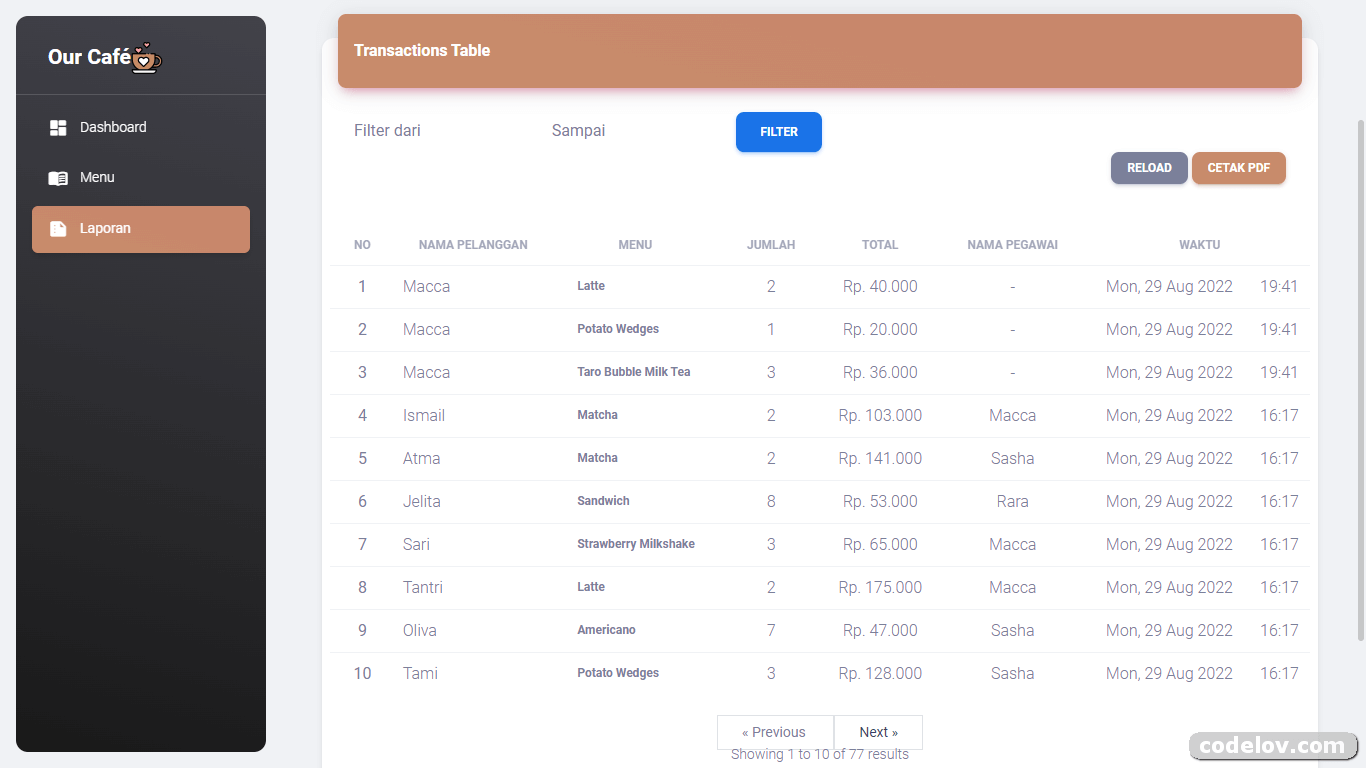 Our Café
Dashboard
Menu
Laporan
Transactions Table
Filter dari Sampai FILTER
RELOAD CETAK PDF
NO NAMA PELANGGAN MENU JUMLAH TOTAL NAMA PEGAWAI WAKTU
1 Macca Latte 2 Rp. 40.000 - Mon, 29 Aug 2022 19:41
2 Macca Potato Wedges 1 Rp. 20.000 - Mon, 29 Aug 2022 19:41
3 Macca Taro Bubble Milk Tea 3 Rp. 36.000 - Mon, 29 Aug 2022 19:41
4 Ismail Matcha 2 Rp. 103.000 Macca Mon, 29 Aug 2022 16:17
5 Atma Matcha 2 Rp. 141.000 Sasha Mon, 29 Aug 2022 16:17
6 Jelita Sandwich 8 Rp. 53.000 Rara Mon, 29 Aug 2022 16:17
7 Sari Strawberry Milkshake 3 Rp. 65.000 Macca Mon, 29 Aug 2022 16:17
8 Tantri Latte 2 Rp. 175.000 Macca Mon, 29 Aug 2022 16:17
9 Oliva Americano 7 Rp. 47.000 Sasha Mon, 29 Aug 2022 16:17
10 Tami Potato Wedges 3 Rp. 128.000 Sasha Mon, 29 Aug 2022 16:17
« Previous Next »
Showing 1 to 10 of 77 results
codelov.com